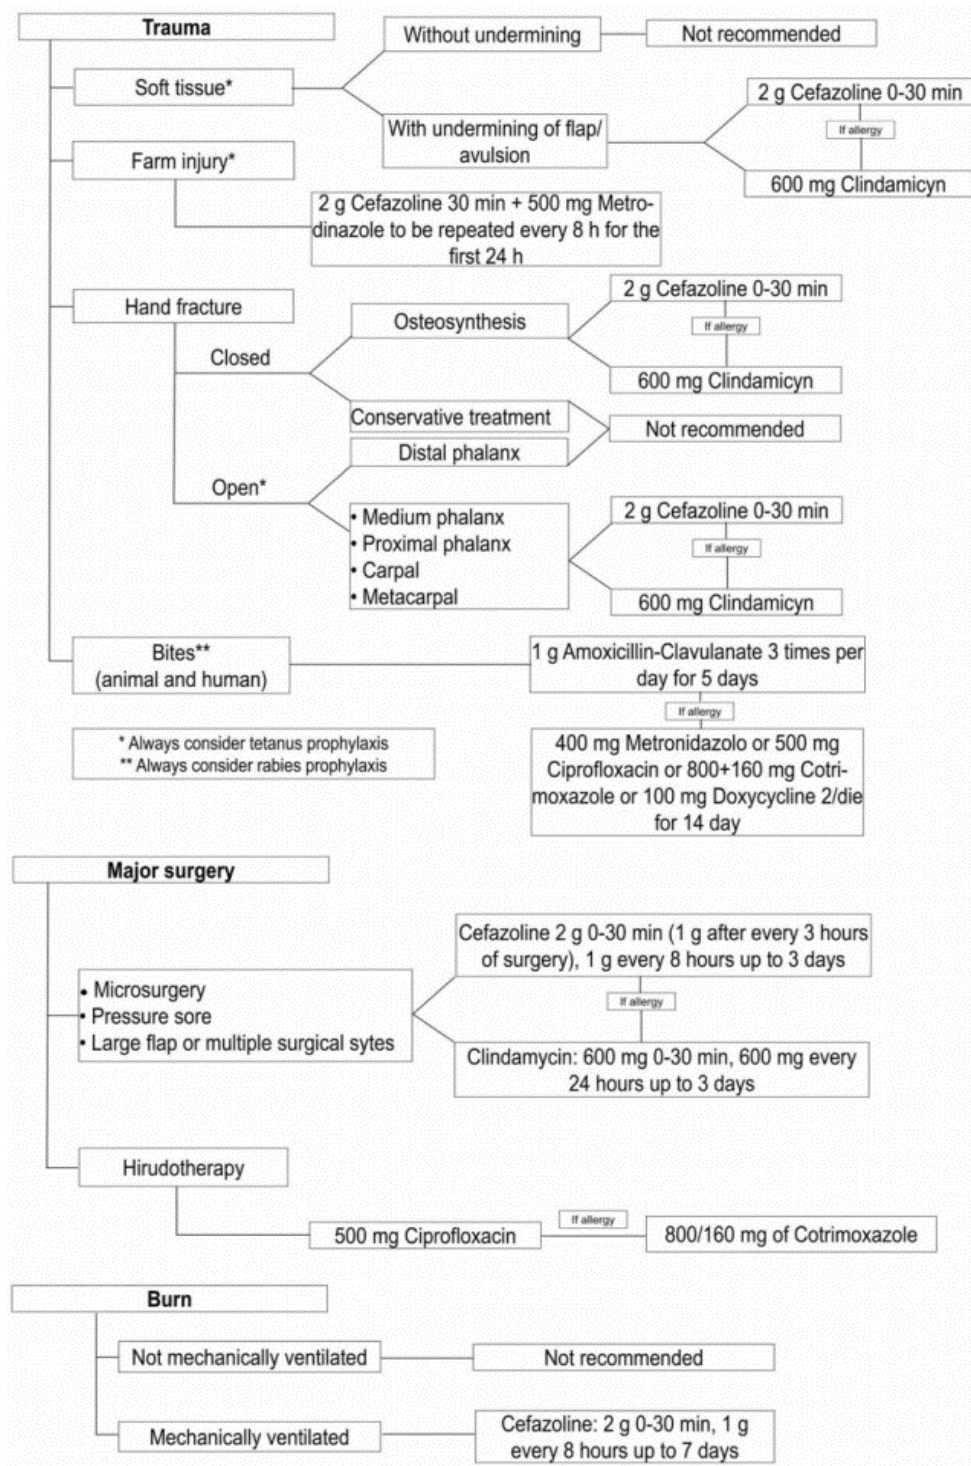 Trauma
Without undermining
Not recommended
Soft tissue*
2 g Cefazoline 0-30 min
With undermining of flap/
avulsion
If allergy
Farm injury*
600 mg Clindamicyn
2 g Cefazoline 30 min + 500 mg Metro-
dinazole to be repeated every 8 h for the
first 24 h
2 g Cefazoline 0-30 min
Hand fracture
Osteosynthesis
If allergy
Closed
600 mg Clindamicyn
Conservative treatment
Not recommended
Distal phalanx
Open*
2 g Cefazoline 0-30 min
• Medium phalanx
• Proximal phalanx
• Carpal
• Metacarpal
If allergy
600 mg Clindamicyn
Bites**
(animal and human)
1 g Amoxicillin-Clavulanate 3 times per
day for 5 days
If allergy
* Always consider tetanus prophylaxis
** Always consider rabies prophylaxis
400 mg Metronidazolo or 500 mg
Ciprofloxacin or 800+160 mg Cotri-
moxazole or 100 mg Doxycycline 2/die
for 14 day
Major surgery
Cefazoline 2 g 0-30 min (1 g after every 3 hours
of surgery), 1 g every 8 hours up to 3 days
• Microsurgery
• Pressure sore
• Large flap or multiple surgical sytes
If allergy
Clindamycin: 600 mg 0-30 min, 600 mg every
24 hours up to 3 days
Hirudotherapy
500 mg Ciprofloxacin
If allergy
800/160 mg of Cotrimoxazole
Burn
Not mechanically ventilated
Not recommended
Mechanically ventilated
Cefazoline: 2 g 0-30 min, 1 g
every 8 hours up to 7 days